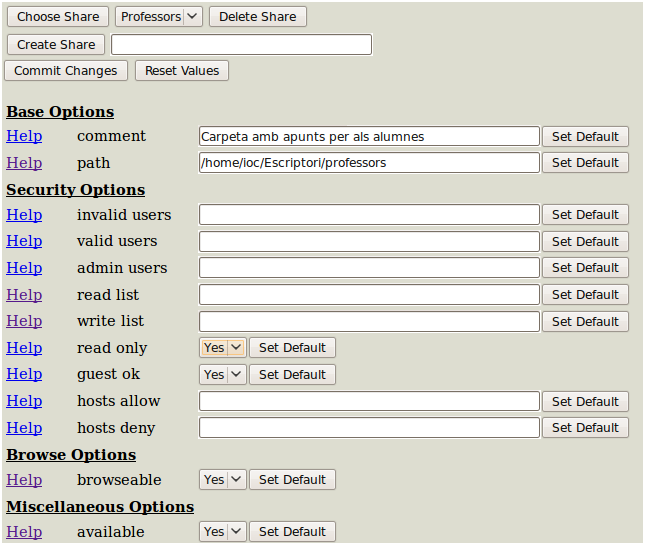 Choose Share Professors Delete Share
Create Share
Commit Changes Reset Values
Base Options
Help comment Carpeta amb apunts per als alumnes Set Default
Help path /home/ioc/Escriptori/professors Set Default
Security Options
Help invalid users Set Default
Help valid users Set Default
Help admin users Set Default
Help read list Set Default
Help write list Set Default
Help read only Yes Set Default
Help guest ok Yes Set Default
Help hosts allow Set Default
Help hosts deny Set Default
Browse Options
Help browseable Yes Set Default
Miscellaneous Options
Help available Yes Set Default